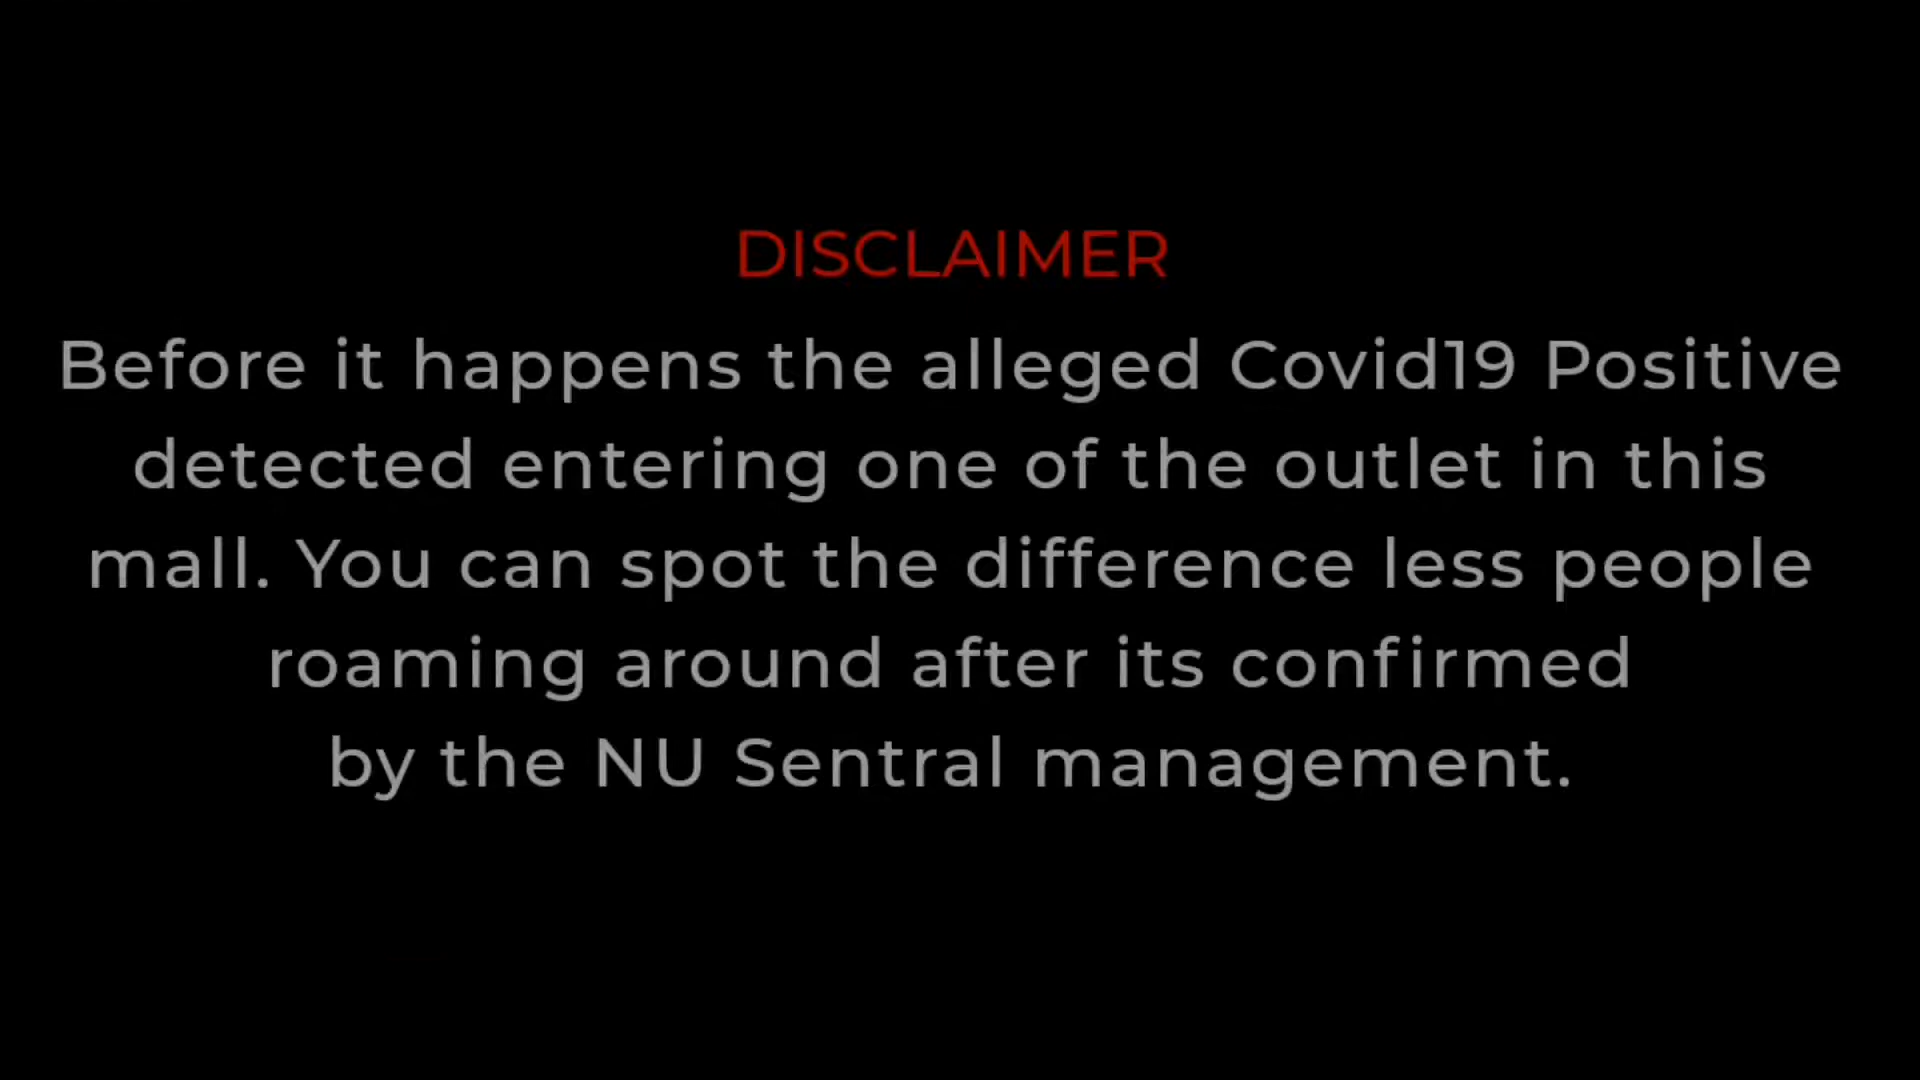 DISCLAIMER
Before it happens the alleged Covid19 Positive
detected entering one of the outlet in this
mall. You can spot the difference less people
roaming around after its confirmed
by the NU Sentral management.